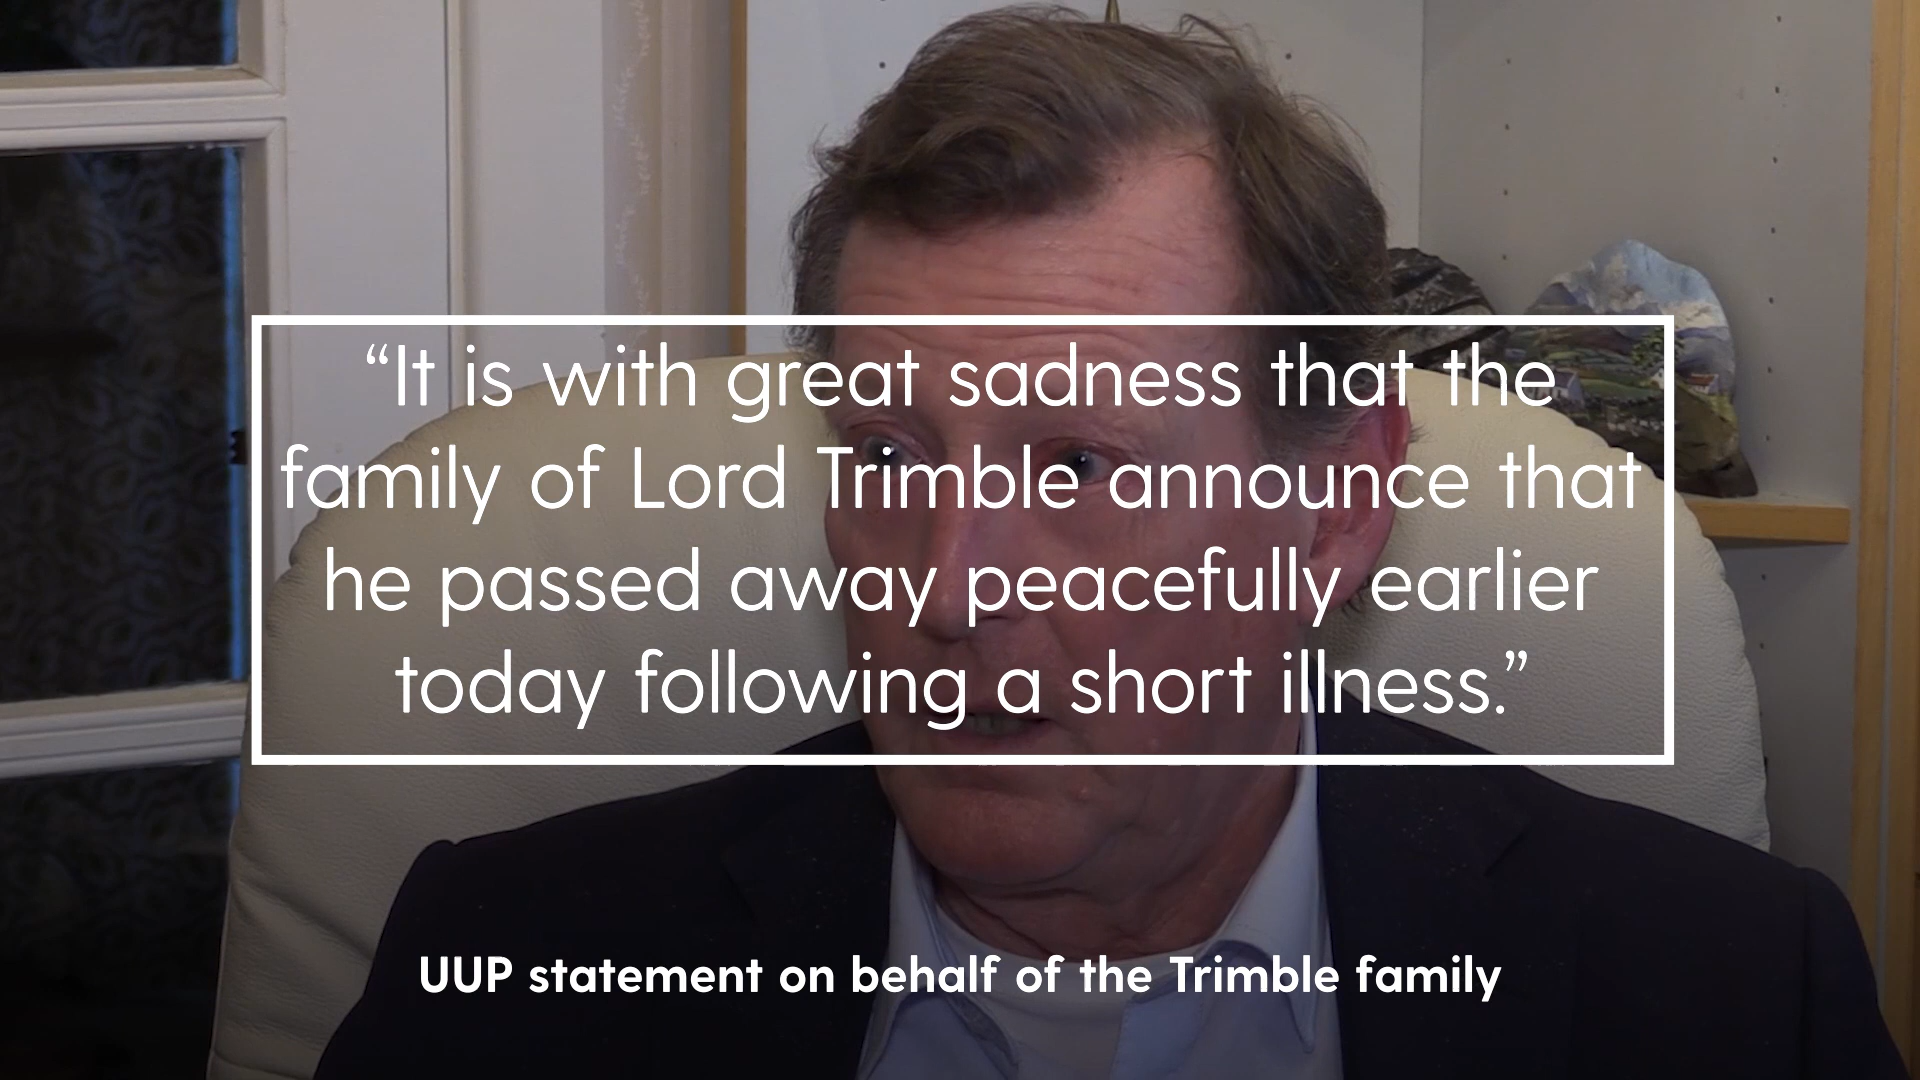 “It is with great sadness that the
family of Lord Trimble announce that
he passed away peacefully earlier
today following a short illness.”
UUP statement on behalf of the Trimble family